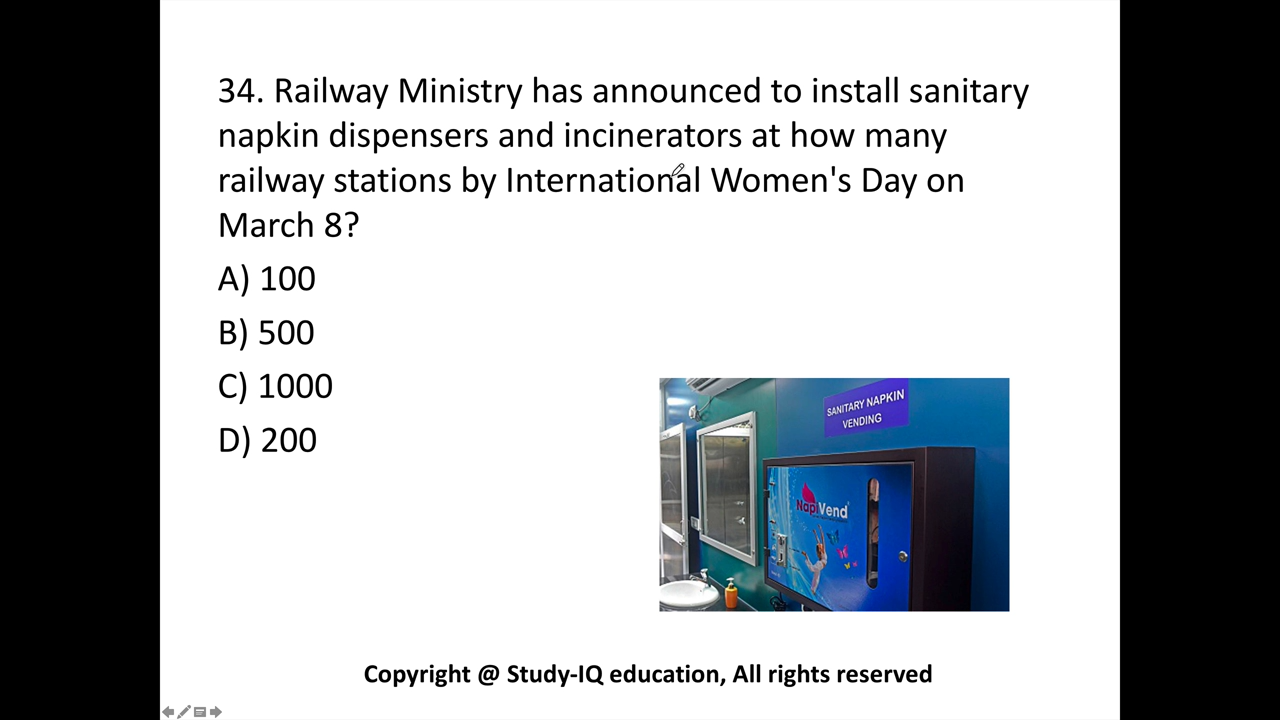 34. Railway Ministry has announced to install sanitary
napkin dispensers and incinerators at how many
railway stations by International Women's Day on
March 8?
A) 100
B) 500
C) 1000
D) 200
SANITARY NAPKIN
VENDING
NapiVend
Copyright @ Study-IQ education, All rights reserved